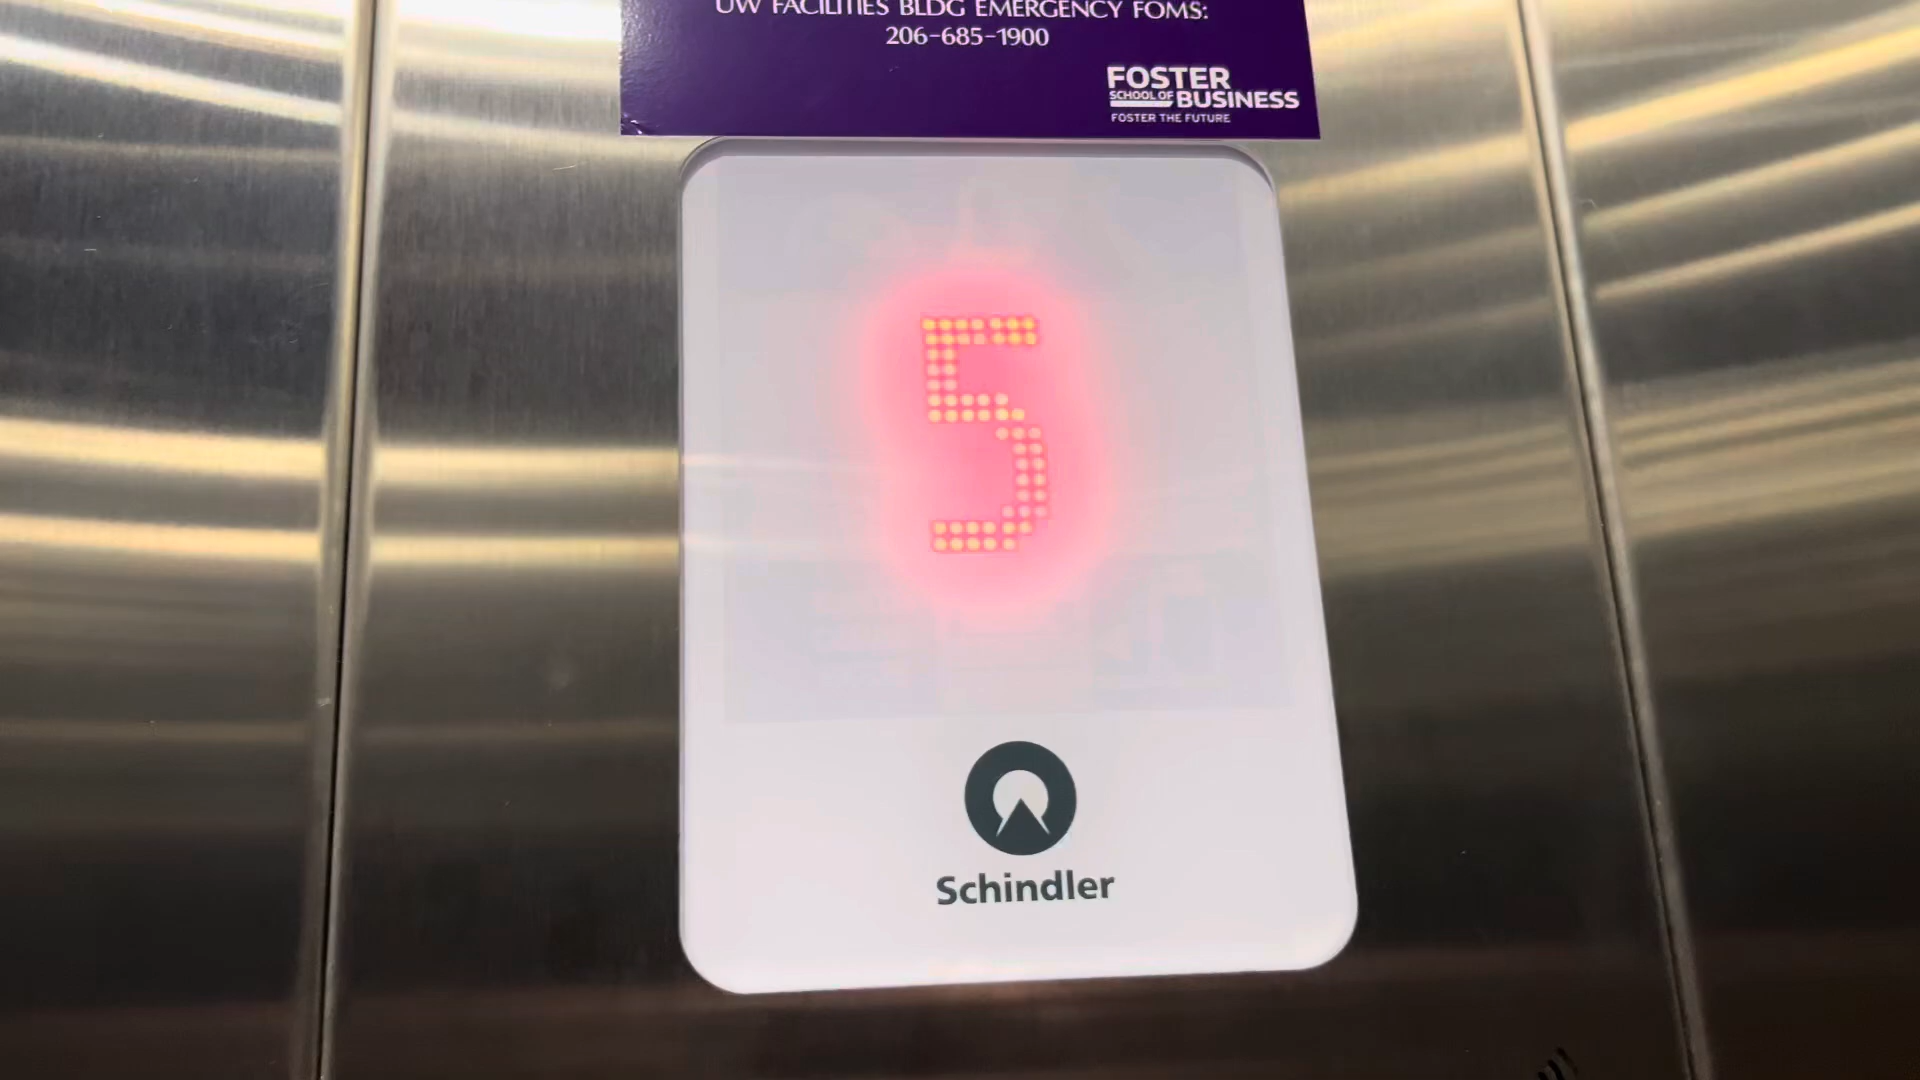 UW FACILITIES BLDG EMERGENCY FOMS:
206-685-1900
FOSTER
SCHOOL OF BUSINESS
FOSTER THE FUTURE
5
Schindler